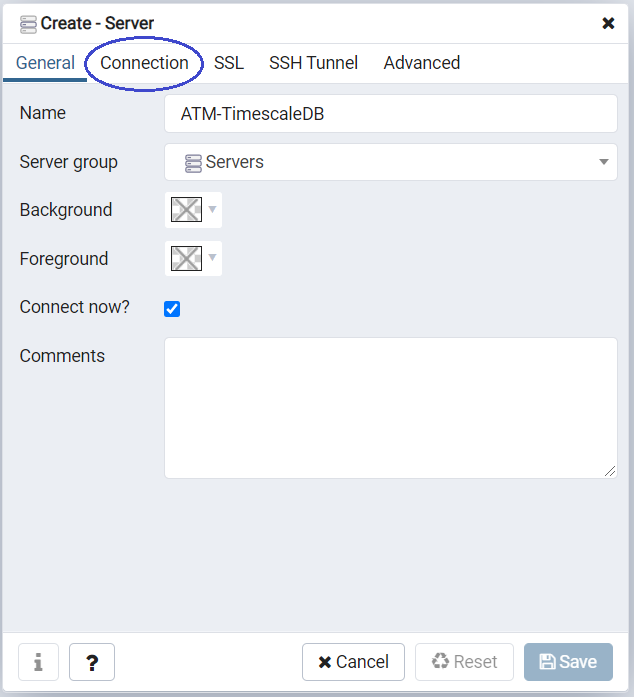 Create - Server
General Connection SSL SSH Tunnel Advanced
Name ATM-TimescaleDB
Server group Servers
Background
Foreground
Connect now?
Comments
i ? Cancel Reset Save